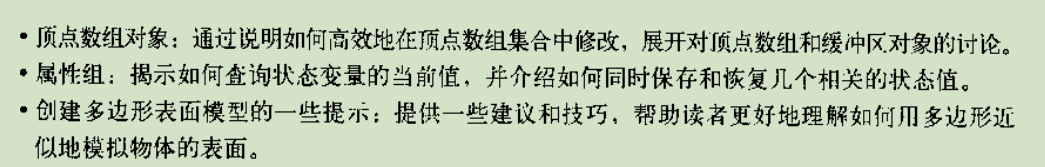 • 顶点数组对象：通过说明如何高效地在顶点数组集合中修改，展开对顶点数组和缓冲区对象的讨论。
• 属性组：揭示如何查询状态变量的当前值，并介绍如何同时保存和恢复几个相关的状态值。
• 创建多边形表面模型的一些提示：提供一些建议和技巧，帮助读者更好地理解如何用多边形近
似地模拟物体的表面。